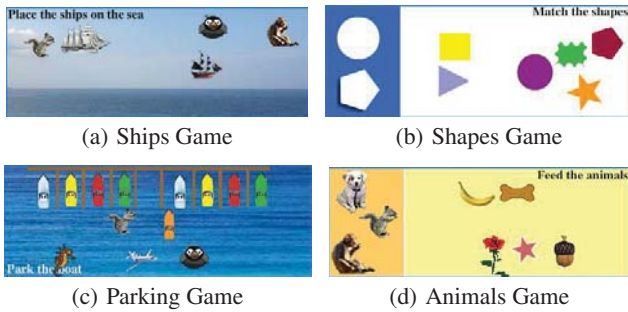 Place the ships on the sea
Match the shapes
(a) Ships Game
(b) Shapes Game
Park the boat
Feed the animals
(c) Parking Game
(d) Animals Game